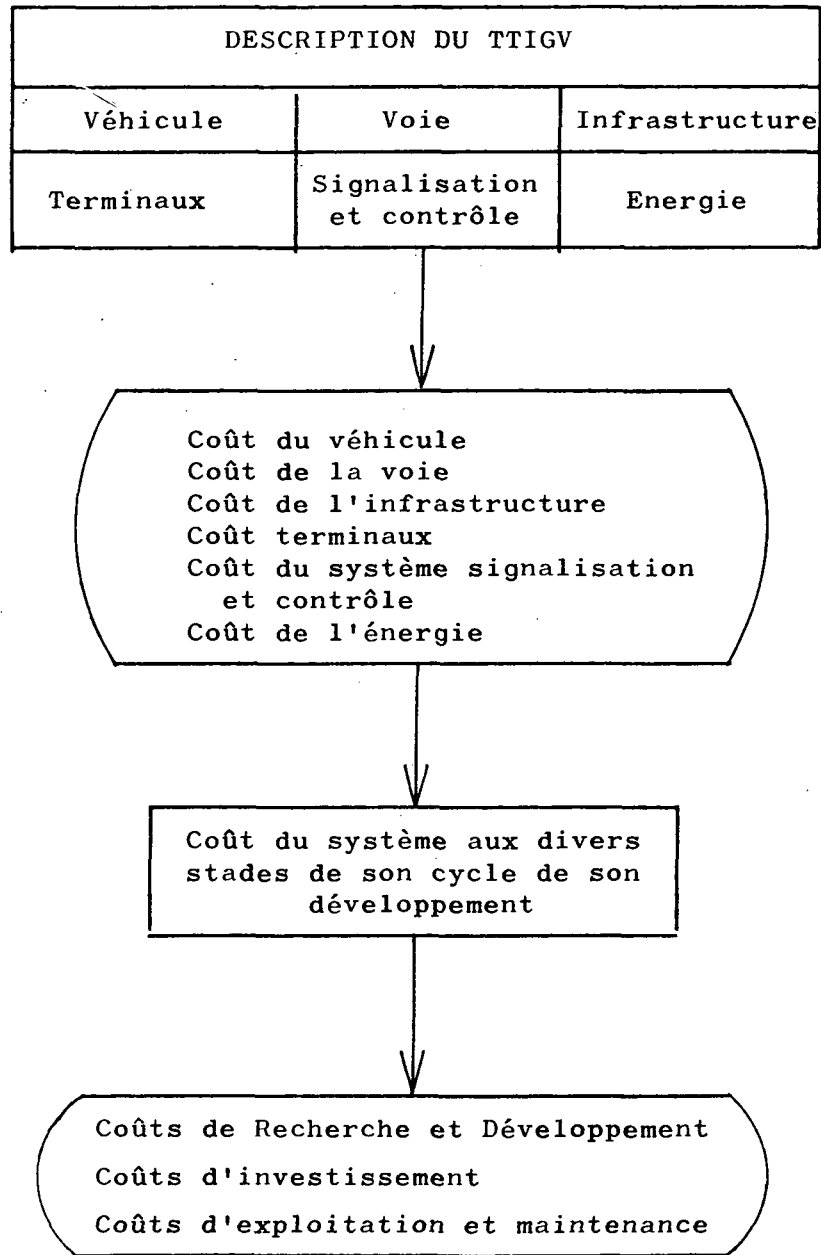 DESCRIPTION DU TTIGV
Véhicule Voie Infrastructure
Terminaux Signalisation et contrôle Energie
Coût du véhicule
Coût de la voie
Coût de l'infrastructure
Coût terminaux
Coût du système signalisation
et contrôle
Coût de l'énergie
Coût du système aux divers
stades de son cycle de son
développement
Coûts de Recherche et Développement
Coûts d'investissement
Coûts d'exploitation et maintenance